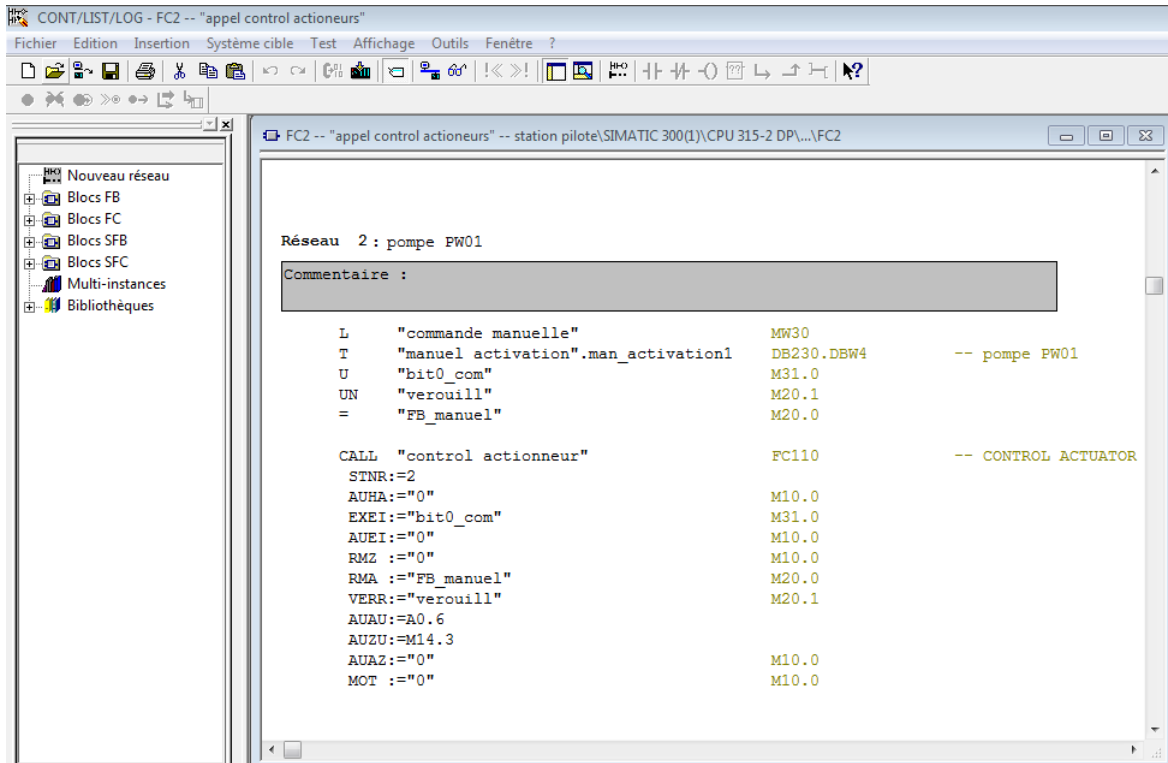 CONT/LIST/LOG - FC2 -- "appel control actioneurs"
Fichier Edition Insertion Système cible Test Affichage Outils Fenêtre ?
FC2 -- "appel control actioneurs" -- station pilote\SIMATIC 300(1)\CPU 315-2 DP\...\FC2
Nouveau réseau
Blocs FB
Blocs FC
Blocs SFB
Blocs SFC
Multi-instances
Bibliothèques
Réseau 2 : pompe PW01
Commentaire :
L "commande manuelle" MW30
T "manuel activation".man_activation1 DB230.DBW4 -- pompe PW01
U "bit0_com" M31.0
UN "verouill" M20.1
= "FB_manuel" M20.0
CALL "control actionneur" FC110 -- CONTROL ACTUATOR
STNR:=2
AUHA:="0" M10.0
EXEI:="bit0_com" M31.0
AUEI:="0" M10.0
RMZ :="0" M10.0
RMA :="FB_manuel" M20.0
VERR:="verouill" M20.1
AUAU:=A0.6
AUZU:=M14.3
AUAZ:="0" M10.0
MOT :="0" M10.0